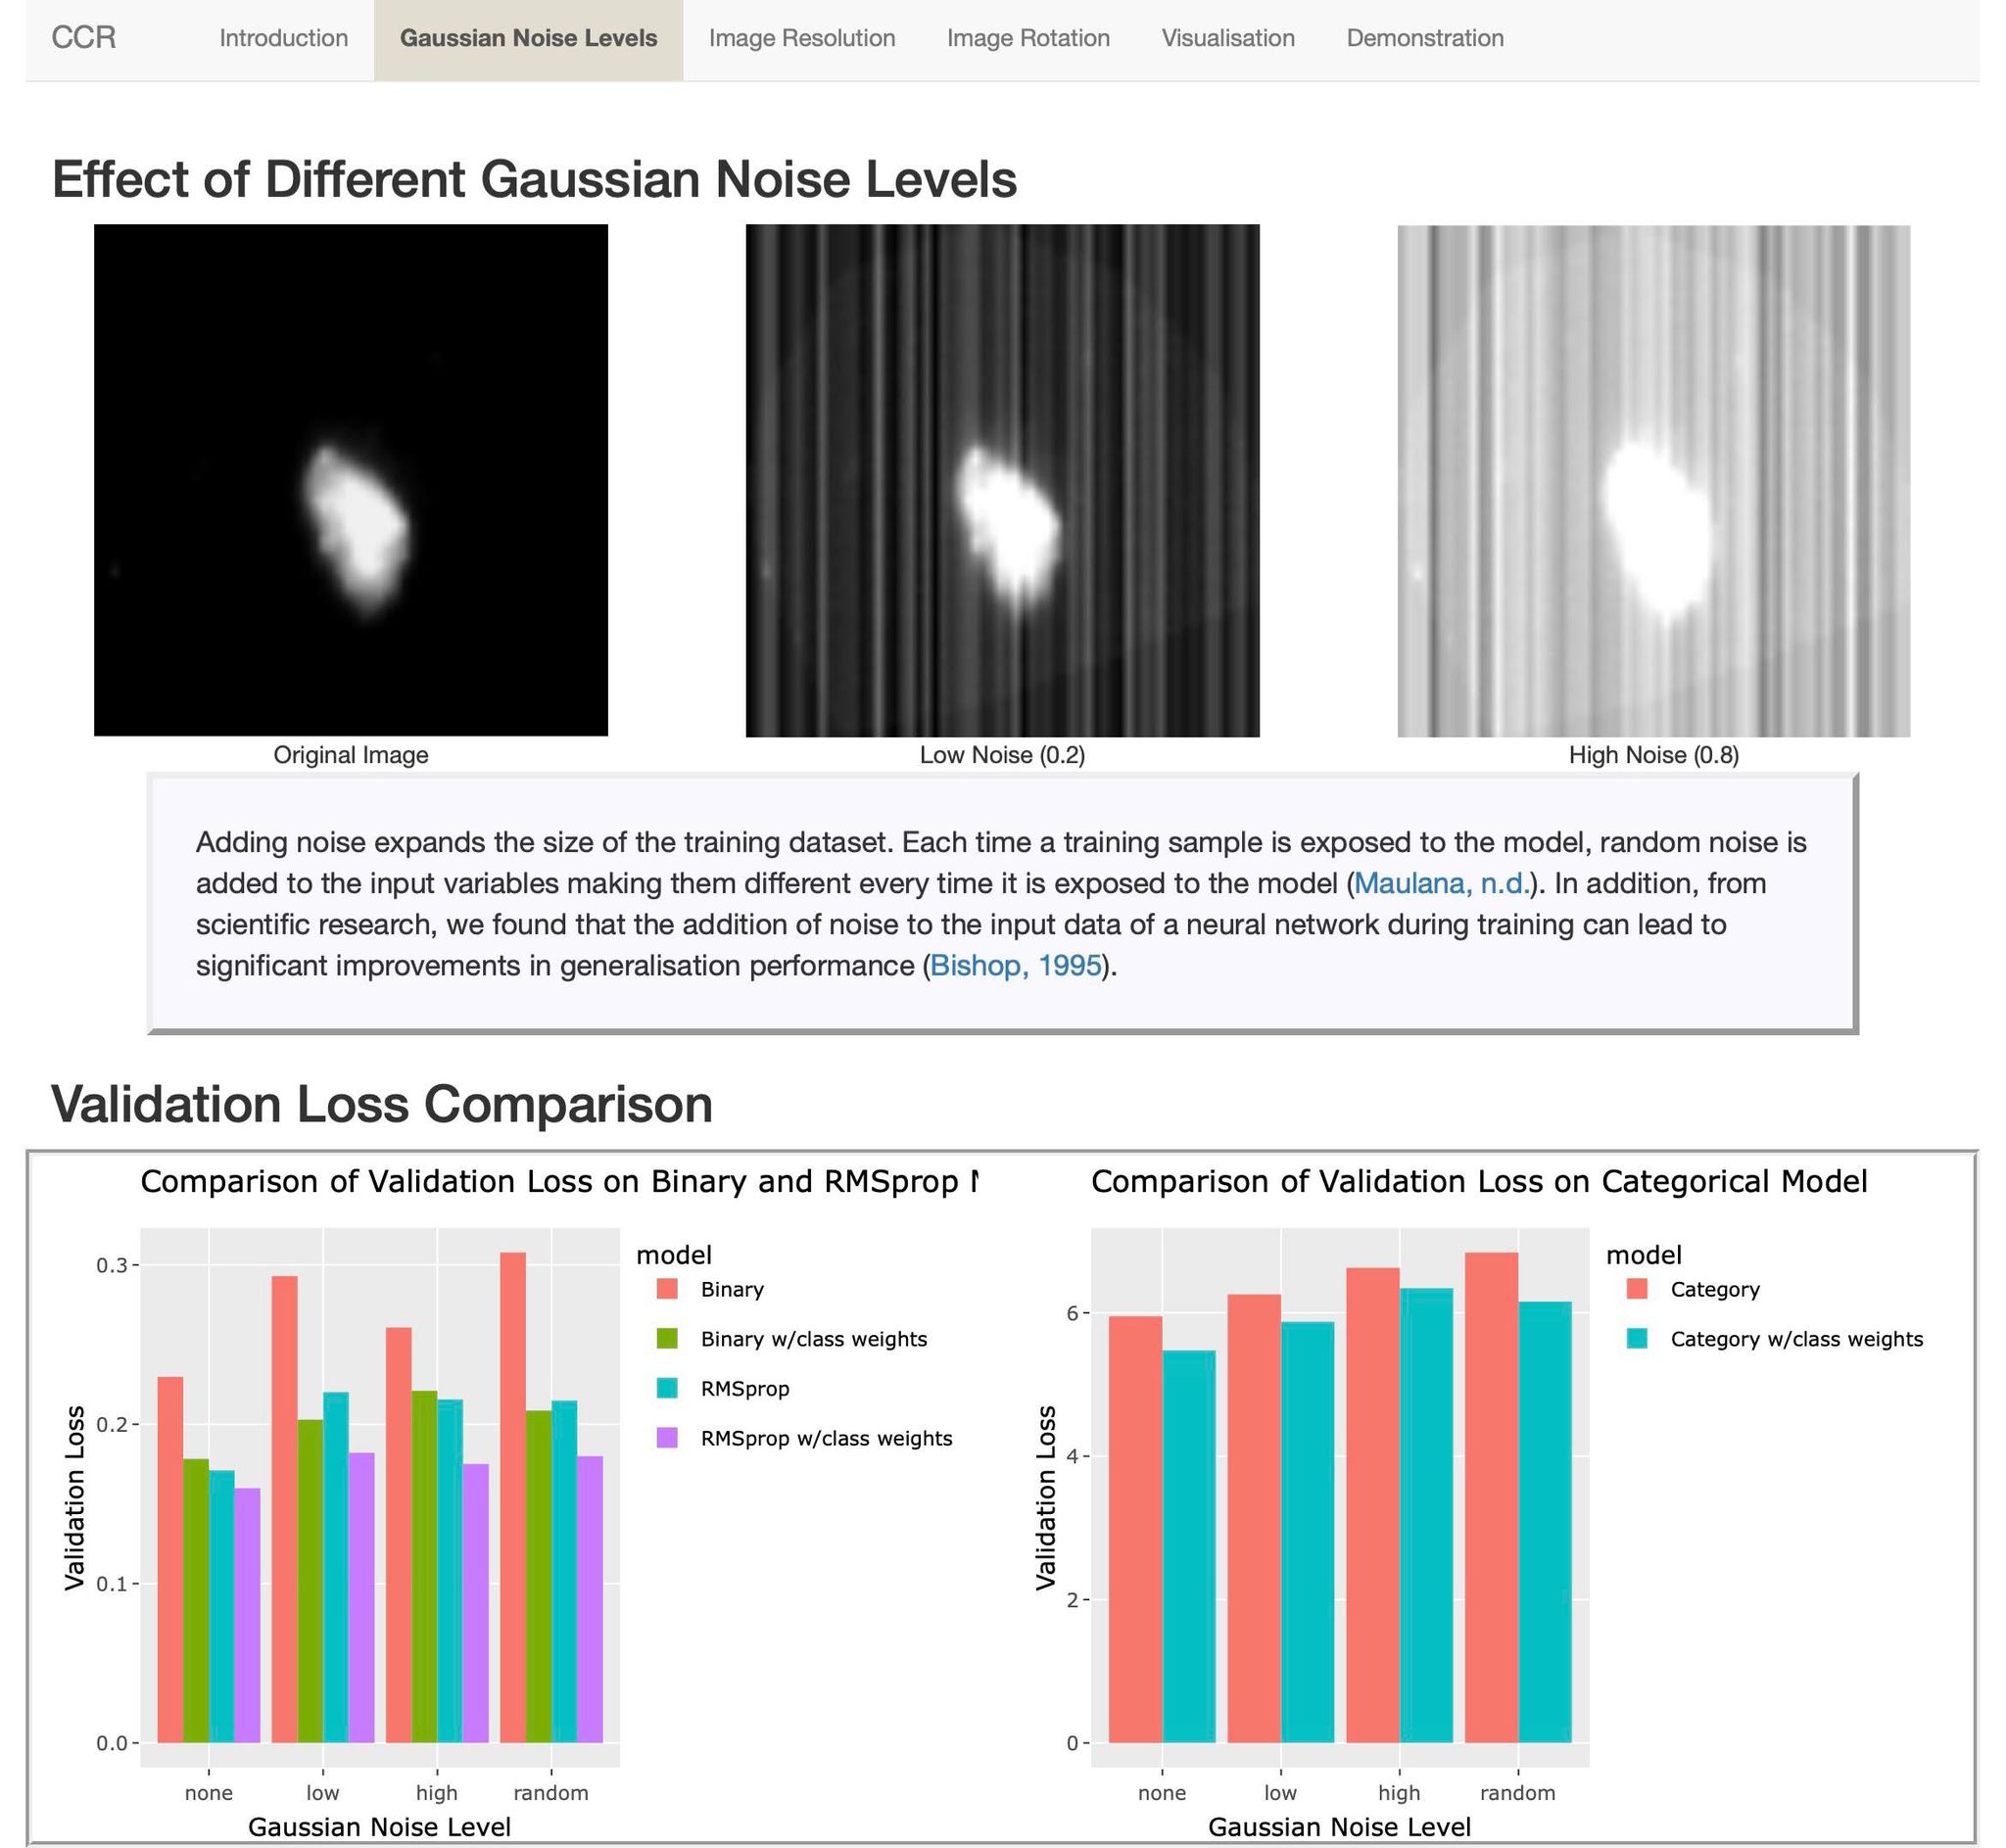 CCR Introduction Gaussian Noise Levels Image Resolution Image Rotation Visualisation Demonstration
Effect of Different Gaussian Noise Levels
Original Image
Low Noise (0.2)
High Noise (0.8)
Adding noise expands the size of the training dataset. Each time a training sample is exposed to the model, random noise is
added to the input variables making them different every time it is exposed to the model (Maulana, n.d.). In addition, from
scientific research, we found that the addition of noise to the input data of a neural network during training can lead to
significant improvements in generalisation performance (Bishop, 1995).
Validation Loss Comparison
Comparison of Validation Loss on Binary and RMSprop
Validation Loss
0.3
0.2
0.1
0.0
none low high random
Gaussian Noise Level
model
Binary
Binary w/class weights
RMSprop
RMSprop w/class weights
Comparison of Validation Loss on Categorical Model
Validation Loss
6
4
2
0
none low high random
Gaussian Noise Level
model
Category
Category w/class weights